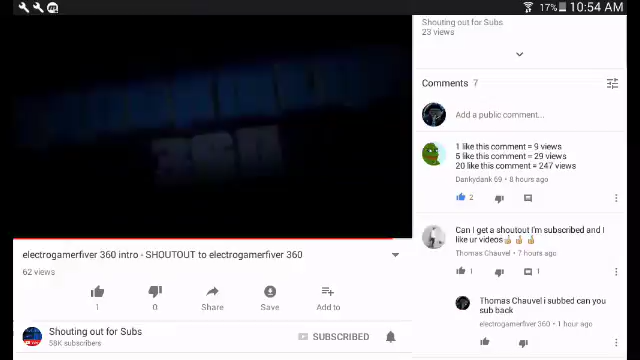 17% 10:54 AM
360
electrogamerfiver 360 intro - SHOUTOUT to electrogamerfiver 360
62 views
1
0
Share
Save
Add to
Shouting out for Subs
58K subscribers
SUBSCRIBED
Shouting out for Subs
23 views
Comments 7
Add a public comment...
1 like this comment = 9 views
5 like this comment = 29 views
20 like this comment = 247 views
Dankydank 69 • 8 hours ago
2
Can I get a shoutout I'm subscribed and I
like ur videos👍👍👍
Thomas Chauvel • 7 hours ago
1
1
Thomas Chauvel i subbed can you
sub back
electrogamerfiver 360 • 1 hour ago